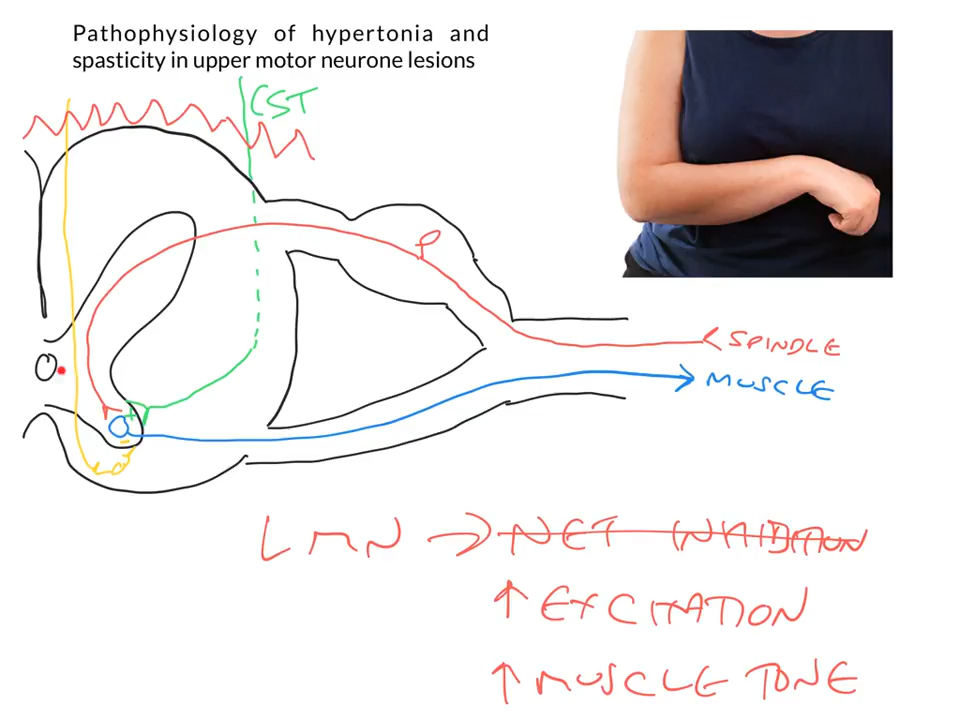 Pathophysiology of hypertonia and
spasticity in upper motor neurone lesions
CST
SPINDLE
MUSCLE
+
-
LMN → NET INHIBITION
↑ EXCITATION
↑ MUSCLE TONE